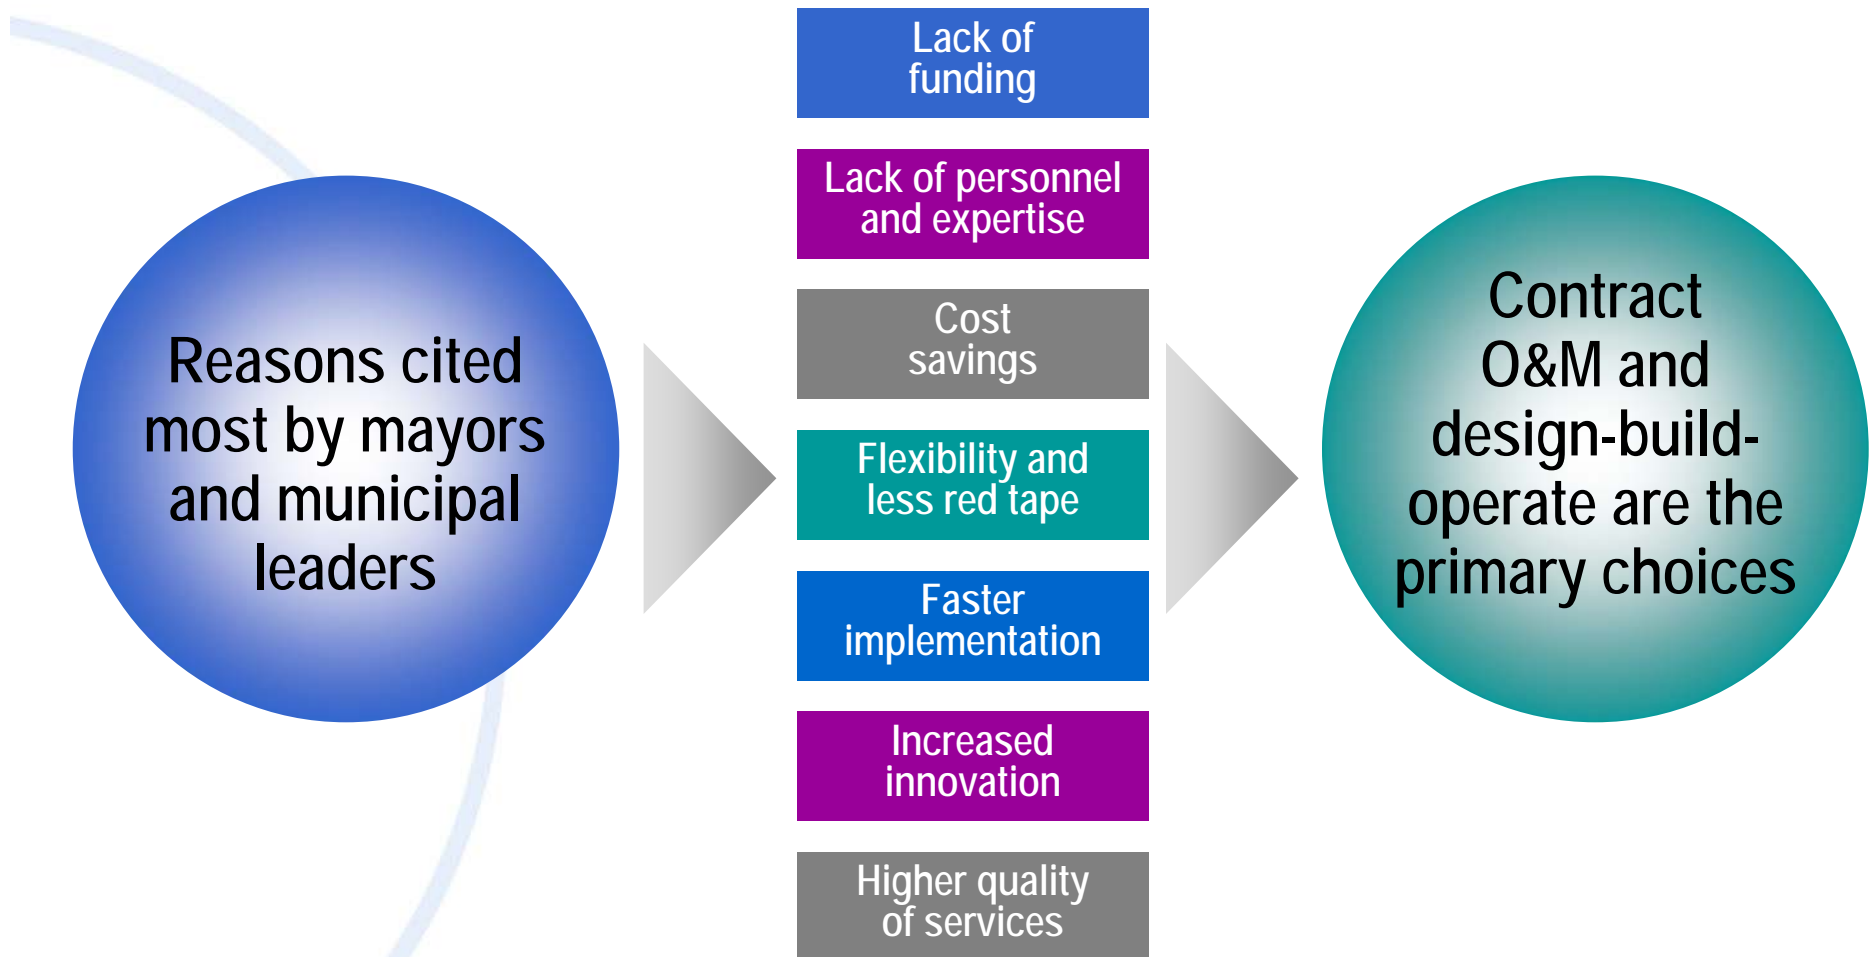 Reasons cited
most by mayors
and municipal
leaders
Lack of
funding
Lack of personnel
and expertise
Cost
savings
Flexibility and
less red tape
Faster
implementation
Increased
innovation
Higher quality
of services
Contract
O&M and
design-build-
operate are the
primary choices